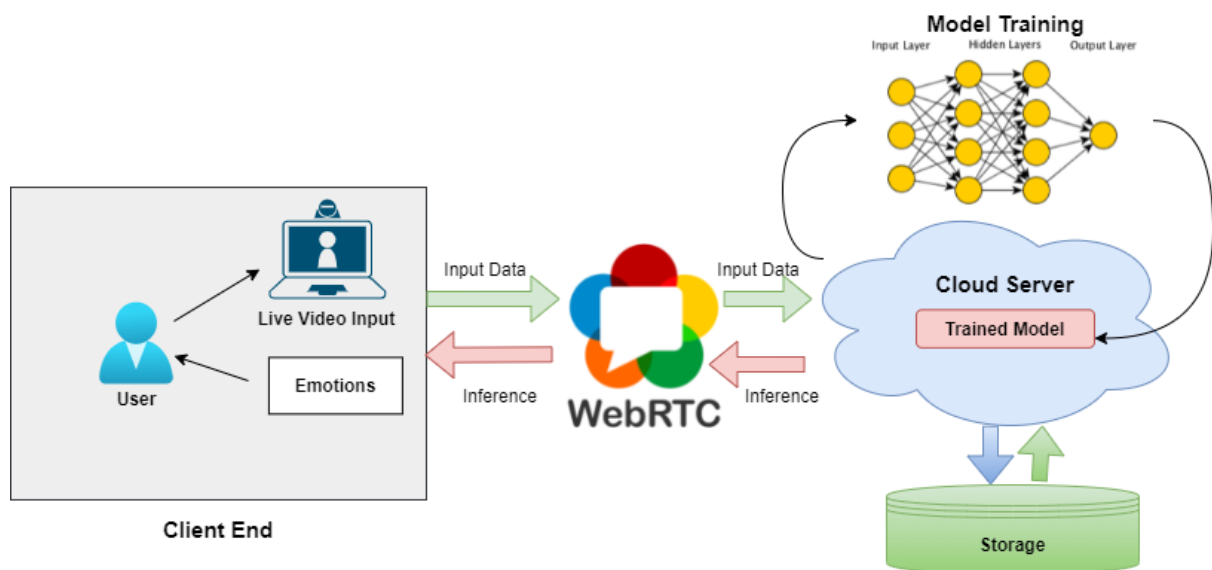 Model Training
Input Layer
Hidden Layers
Output Layer
Live Video Input
User
Emotions
Client End
Input Data
Inference
WebRTC
Input Data
Inference
Cloud Server
Trained Model
Storage